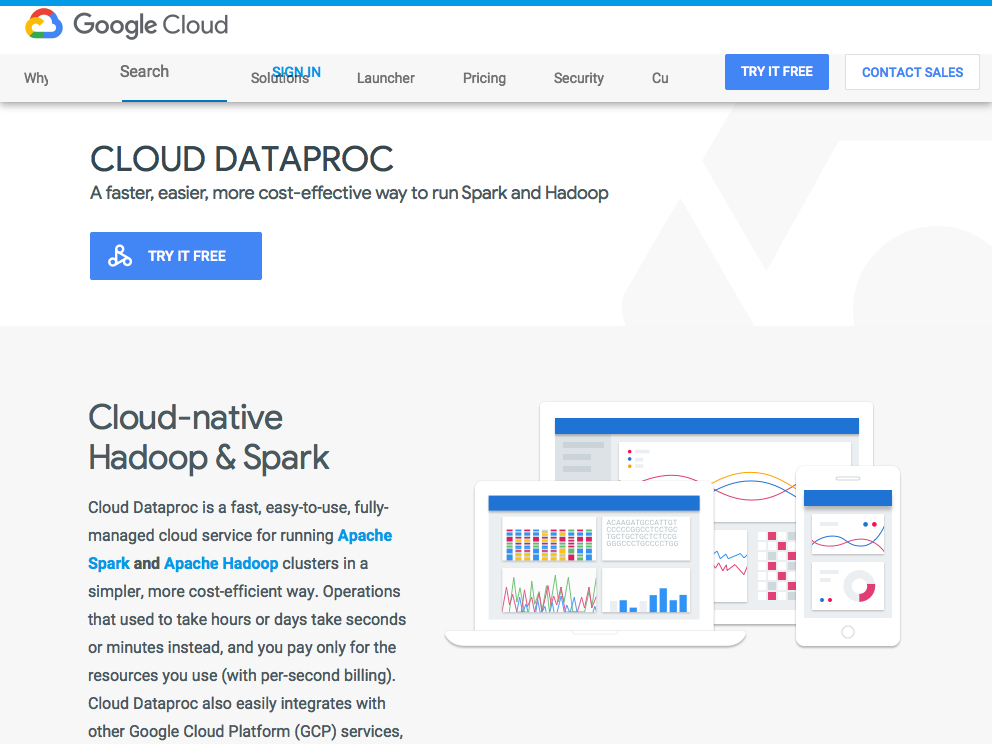 Google Cloud
Why
Search
Solutions
SIGN IN
Launcher
Pricing
Security
Cu
TRY IT FREE
CONTACT SALES
CLOUD DATAPROC
A faster, easier, more cost-effective way to run Spark and Hadoop
TRY IT FREE
Cloud-native
Hadoop & Spark
Cloud Dataproc is a fast, easy-to-use, fully-
managed cloud service for running Apache
Spark and Apache Hadoop clusters in a
simpler, more cost-efficient way. Operations
that used to take hours or days take seconds
or minutes instead, and you pay only for the
resources you use (with per-second billing).
Cloud Dataproc also easily integrates with
other Google Cloud Platform (GCP) services,
ACAAGATGCCATTGT
CCCCCGGCCTCCTGC
TGCTGCTGCTCTCCG
GGGCCCTGCCCCTGG